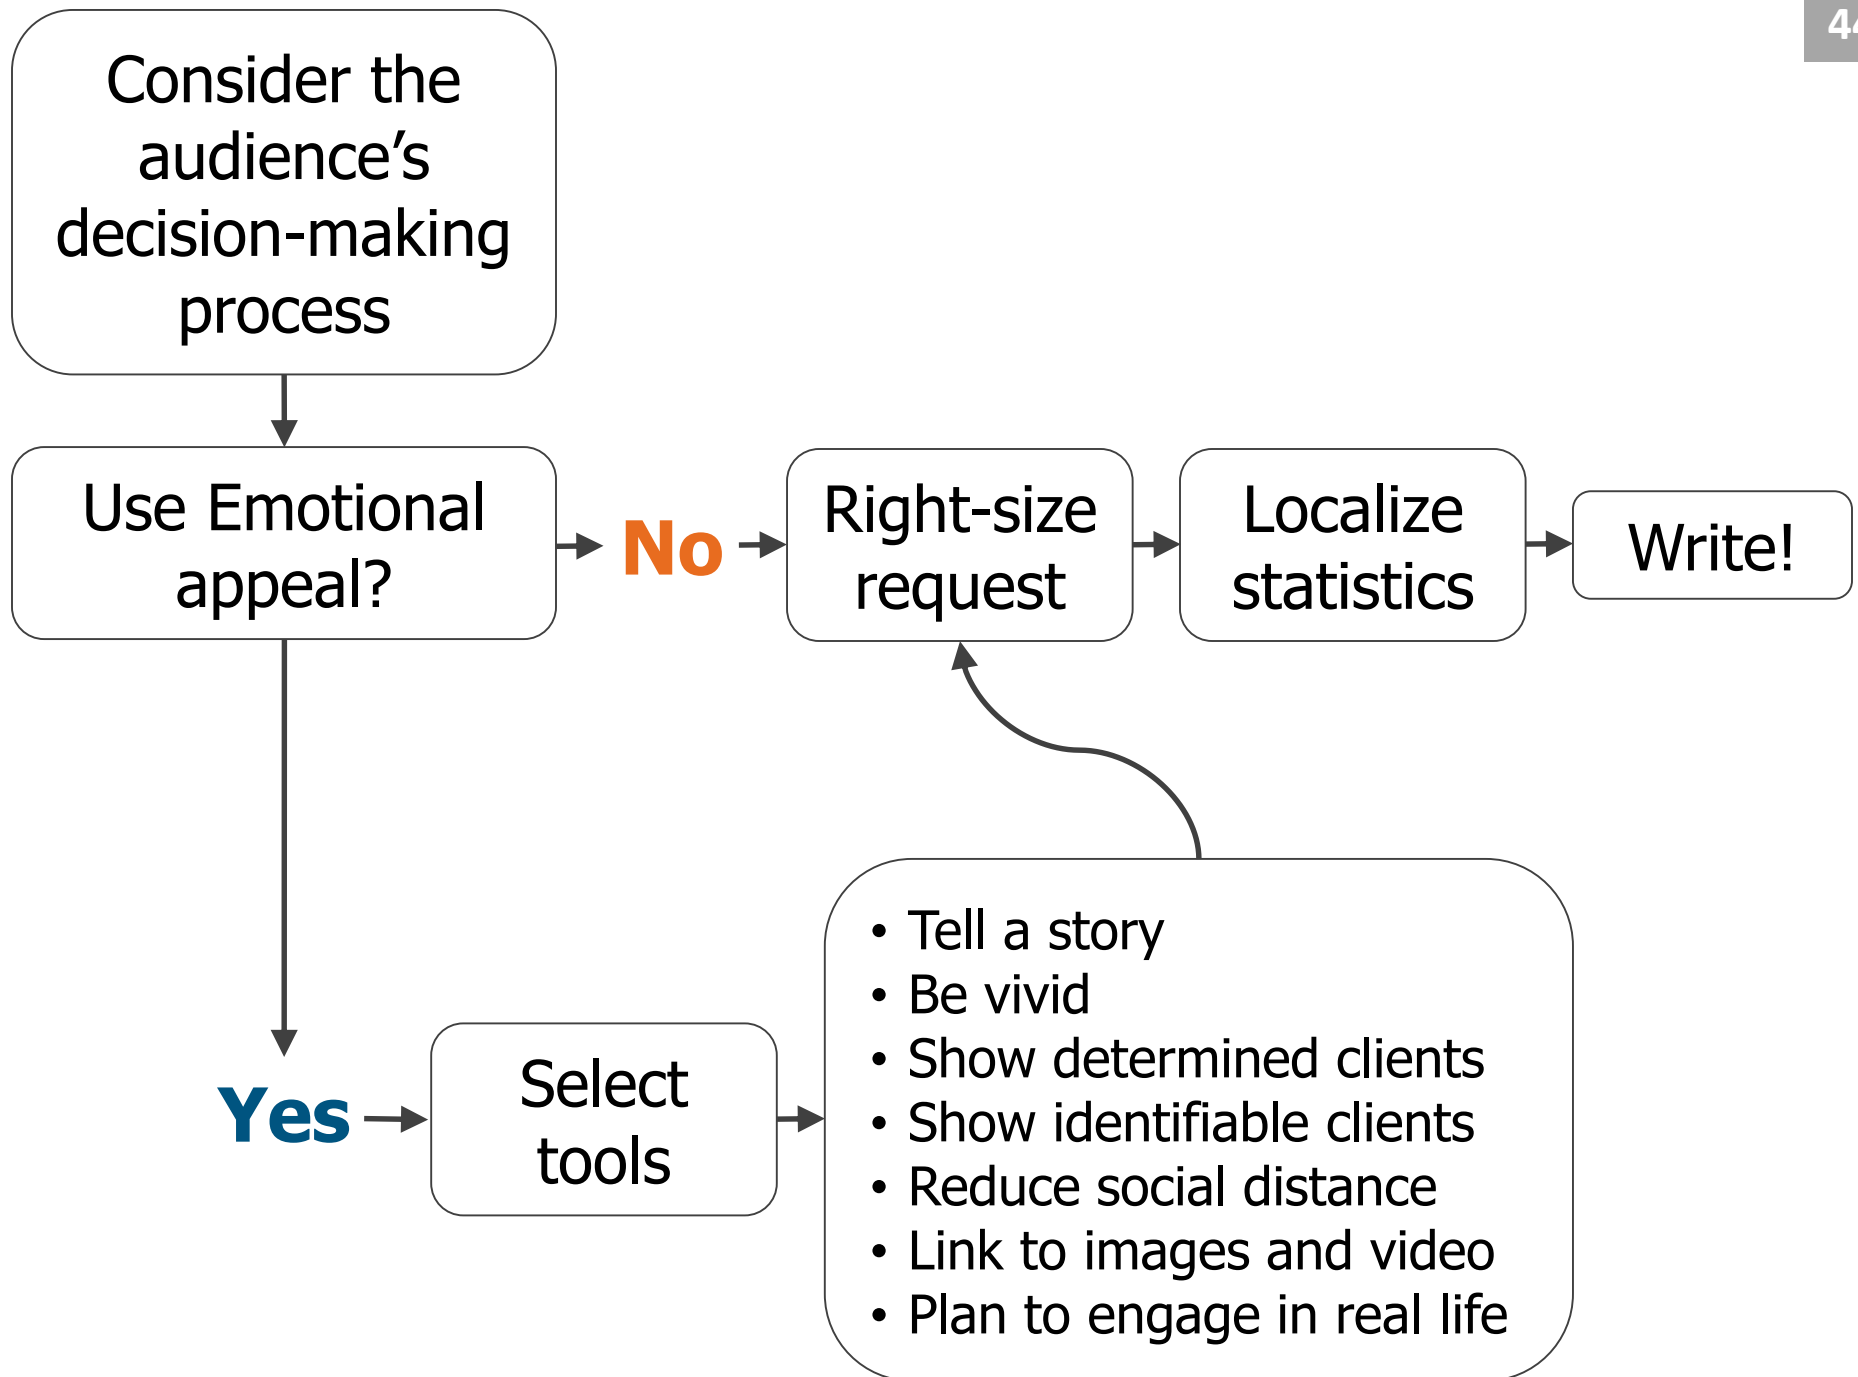 44
Consider the
audience’s
decision-making
process
Use Emotional
appeal?
No
Right-size
request
Localize
statistics
Write!
Yes
Select
tools
• Tell a story
• Be vivid
• Show determined clients
• Show identifiable clients
• Reduce social distance
• Link to images and video
• Plan to engage in real life